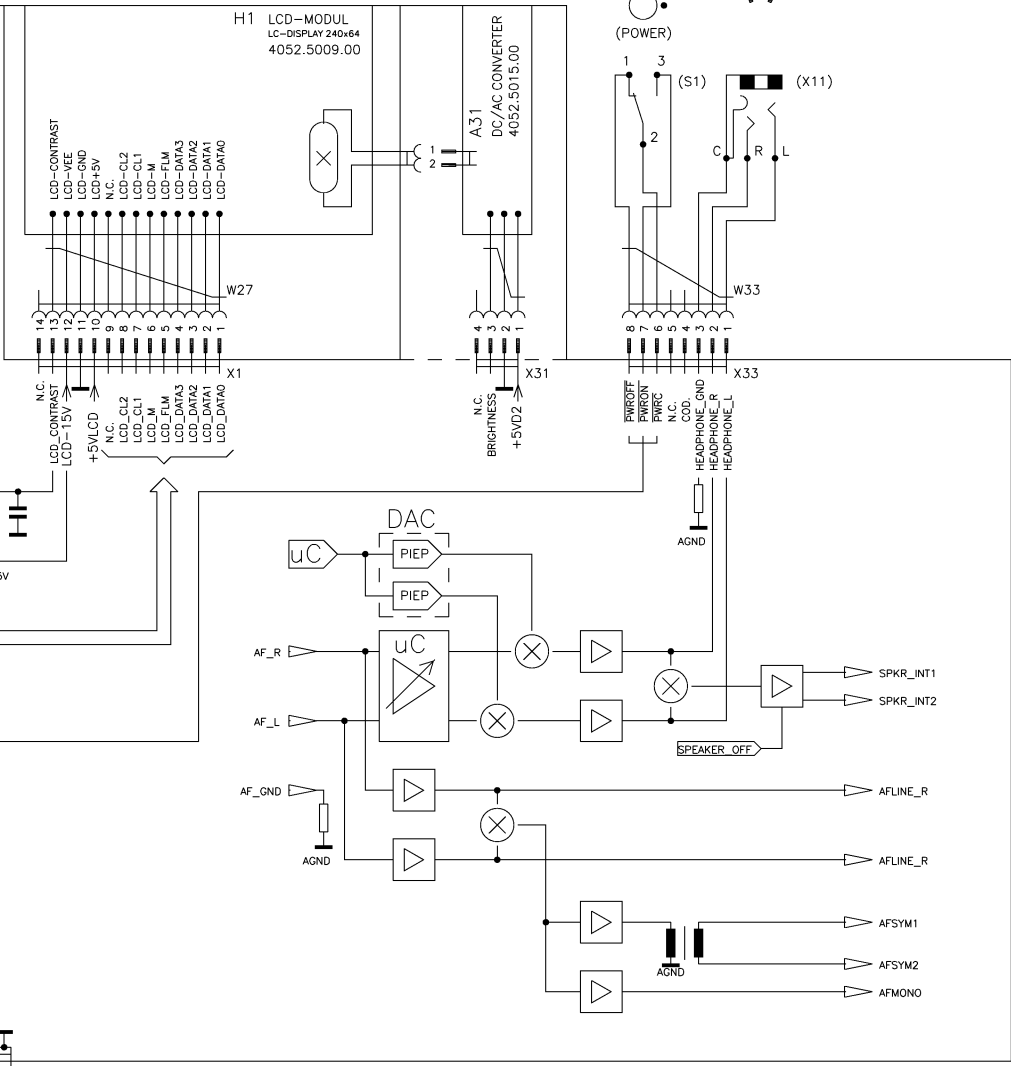 H1 LCD-MODUL
LC-DISPLAY 240x64
4052.5009.00
A31
DC/AC CONVERTER
4052.5015.00
(POWER)
1 3
(S1)
2
(X11)
C R L
1
2
LCD-CONTRAST
LCD-VEE
LCD-GND
LCD+5V
N.C.
LCD-CL2
LCD-CL1
LCD-M
LCD-FLM
LCD-DATA3
LCD-DATA2
LCD-DATA1
LCD-DATA0
W27
W33
14 13 12 11 10 9 8 7 6 5 4 3 2 1
4 3 2 1
8 7 6 5 4 3 2 1
X1
X31
X33
N.C.
LCD_CONTRAST
LCD-15V
+5VLCD
N.C.
LCD_CL2
LCD_CL1
LCD_M
LCD_FLM
LCD_DATA3
LCD_DATA2
LCD_DATA1
LCD_DATA0
N.C.
BRIGHTNESS
+5VD2
PWROFF
PWRON
PWRC
N.C.
COD.
HEADPHONE_GND
HEADPHONE_R
HEADPHONE_L
AGND
DAC
uC
PIEP
PIEP
5V
AF_R
uC
AF_L
SPKR_INT1
SPKR_INT2
SPEAKER_OFF
AF_GND
AFLINE_R
AGND
AFLINE_R
AFSYM1
AGND
AFSYM2
AFMONO